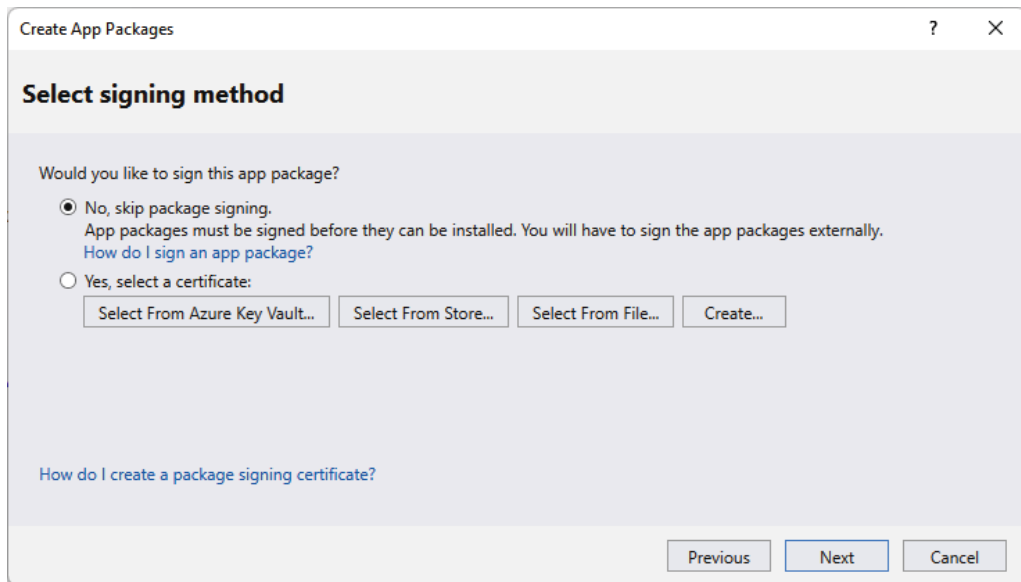 Create App Packages
?
Select signing method
Would you like to sign this app package?
No, skip package signing.
App packages must be signed before they can be installed. You will have to sign the app packages externally.
How do I sign an app package?
Yes, select a certificate:
Select From Azure Key Vault... Select From Store... Select From File... Create...
How do I create a package signing certificate?
Previous Next Cancel